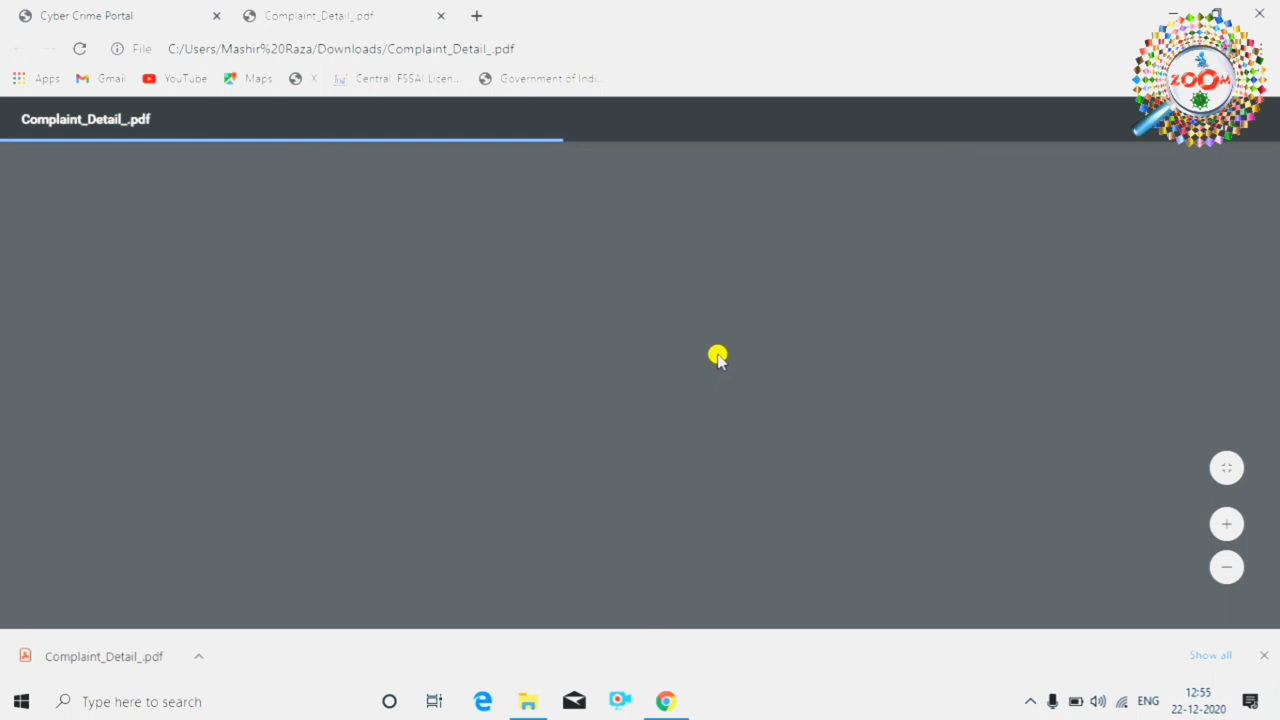 Cyber Crime Portal
Complaint_Detail_.pdf
File C:/Users/Mashir%20Raza/Downloads/Complaint_Detail_.pdf
Apps Gmail YouTube Maps X Central FSSAI Licen... Government of Indi...
ZOOM
Complaint_Detail_.pdf
Complaint_Detail_.pdf
Show all
Type here to search
ENG
12:55
22-12-2020